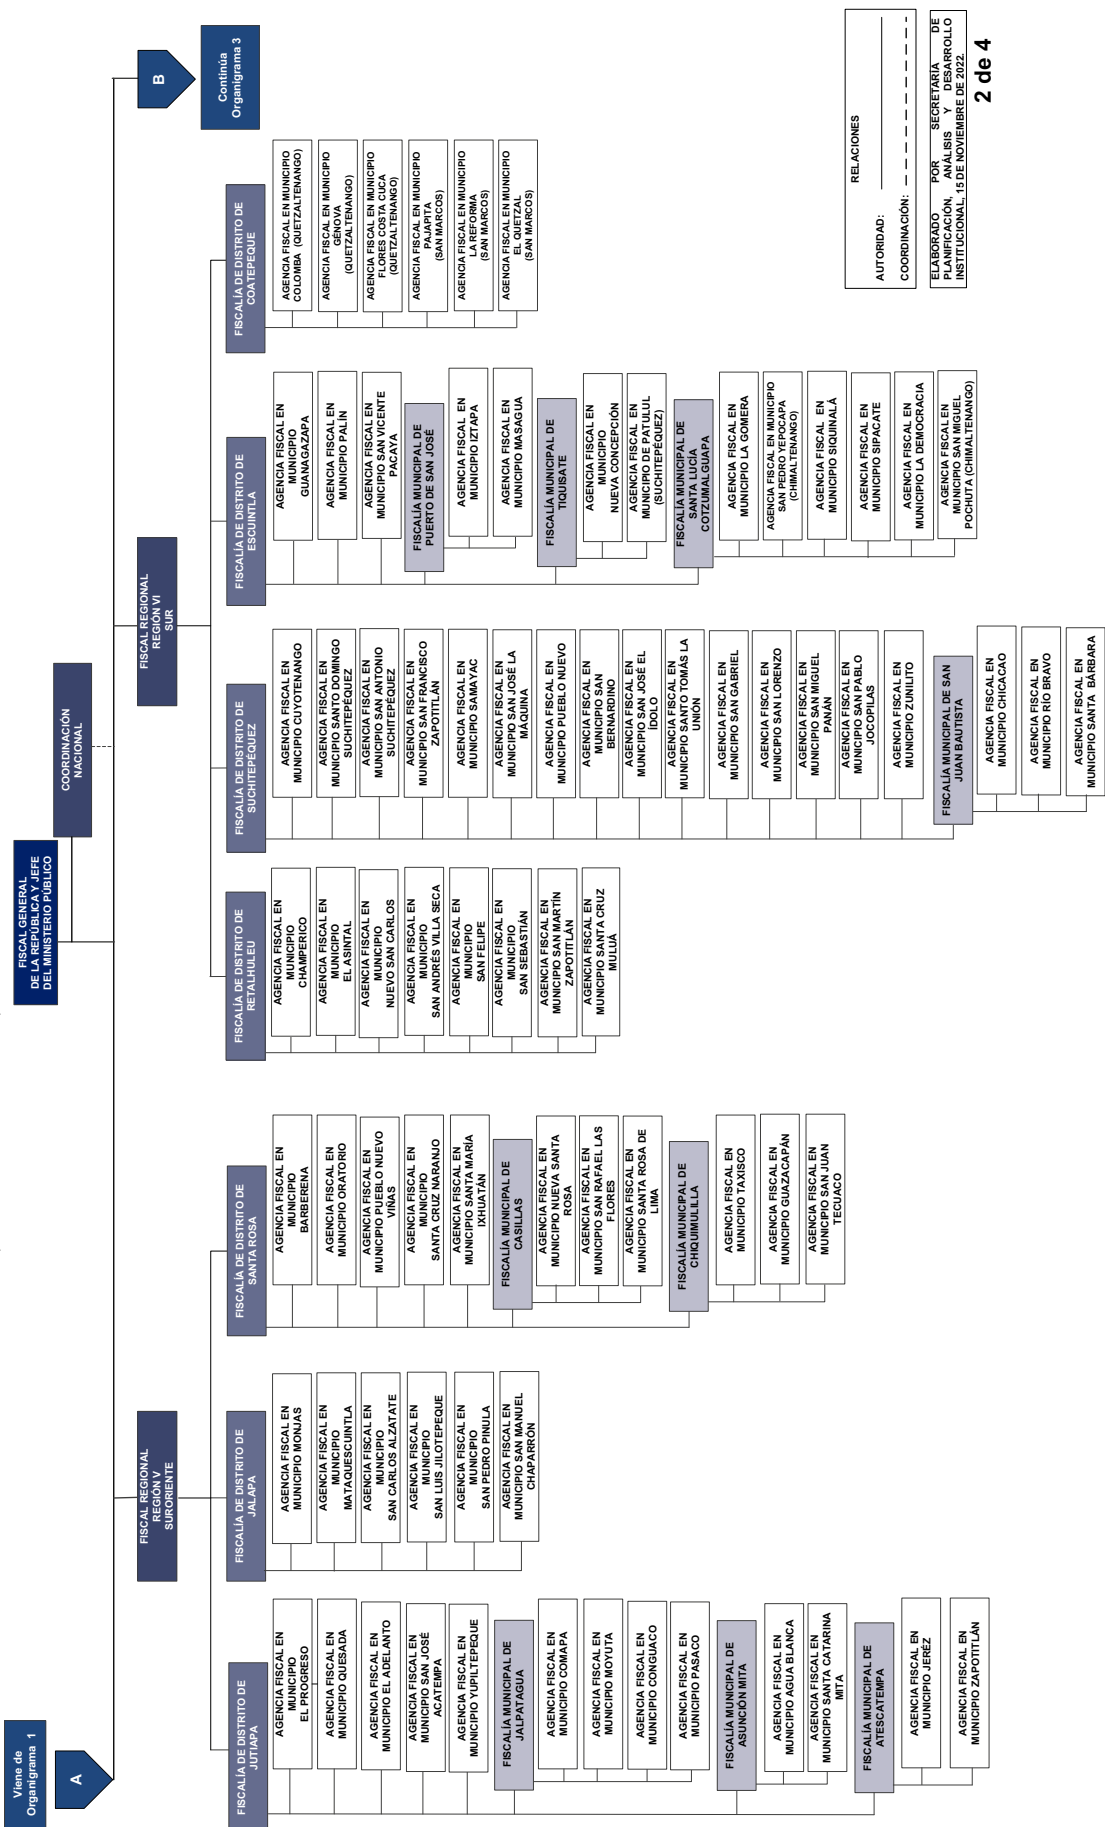 Viene de
Organigrama 1
A
FISCAL GENERAL
DE LA REPÚBLICA Y JEFE
DEL MINISTERIO PÚBLICO
COORDINACIÓN
NACIONAL
B
Continúa
Organigrama 3
FISCAL REGIONAL
REGIÓN V
SURORIENTE
FISCALÍA DE DISTRITO DE
JUTIAPA
AGENCIA FISCAL EN
MUNICIPIO
EL PROGRESO
AGENCIA FISCAL EN
MUNICIPIO QUESADA
AGENCIA FISCAL EN
MUNICIPIO EL ADELANTO
AGENCIA FISCAL EN
MUNICIPIO SAN JOSÉ
ACATEMPA
AGENCIA FISCAL EN
MUNICIPIO YUPILTEPEQUE
FISCALÍA MUNICIPAL DE
JALPATAGUA
AGENCIA FISCAL EN
MUNICIPIO COMAPA
AGENCIA FISCAL EN
MUNICIPIO MOYUTA
AGENCIA FISCAL EN
MUNICIPIO CONGUACO
AGENCIA FISCAL EN
MUNICIPIO PASACO
FISCALÍA MUNICIPAL DE
ASUNCIÓN MITA
AGENCIA FISCAL EN
MUNICIPIO AGUA BLANCA
AGENCIA FISCAL EN
MUNICIPIO SANTA CATARINA
MITA
FISCALÍA MUNICIPAL DE
ATESCATEMPA
AGENCIA FISCAL EN
MUNICIPIO JERÉZ
AGENCIA FISCAL EN
MUNICIPIO ZAPOTITLÁN
FISCALÍA DE DISTRITO DE
JALAPA
AGENCIA FISCAL EN
MUNICIPIO MONJAS
AGENCIA FISCAL EN
MUNICIPIO
MATAQUESCUINTLA
AGENCIA FISCAL EN
MUNICIPIO
SAN CARLOS ALZATATE
AGENCIA FISCAL EN
MUNICIPIO
SAN LUIS JILOTEPEQUE
AGENCIA FISCAL EN
MUNICIPIO
SAN PEDRO PINULA
AGENCIA FISCAL EN
MUNICIPIO SAN MANUEL
CHAPARRÓN
FISCALÍA DE DISTRITO DE
SANTA ROSA
AGENCIA FISCAL EN
MUNICIPIO
BARBERENA
AGENCIA FISCAL EN
MUNICIPIO ORATORIO
AGENCIA FISCAL EN
MUNICIPIO PUEBLO NUEVO
VIÑAS
AGENCIA FISCAL EN
MUNICIPIO
SANTA CRUZ NARANJO
AGENCIA FISCAL EN
MUNICIPIO SANTA MARÍA
IXHUATÁN
FISCALÍA MUNICIPAL DE
CASILLAS
AGENCIA FISCAL EN
MUNICIPIO NUEVA SANTA
ROSA
AGENCIA FISCAL EN
MUNICIPIO SAN RAFAEL LAS
FLORES
AGENCIA FISCAL EN
MUNICIPIO SANTA ROSA DE
LIMA
FISCALÍA MUNICIPAL DE
CHIQUIMULILLA
AGENCIA FISCAL EN
MUNICIPIO TAXISCO
AGENCIA FISCAL EN
MUNICIPIO GUAZACAPÁN
AGENCIA FISCAL EN
MUNICIPIO SAN JUAN
TECUACO
FISCAL REGIONAL
REGIÓN VI
SUR
FISCALÍA DE DISTRITO DE
RETALHULEU
AGENCIA FISCAL EN
MUNICIPIO
CHAMPERICO
AGENCIA FISCAL EN
MUNICIPIO
EL ASINTAL
AGENCIA FISCAL EN
MUNICIPIO
NUEVO SAN CARLOS
AGENCIA FISCAL EN
MUNICIPIO
SAN ANDRÉS VILLA SECA
AGENCIA FISCAL EN
MUNICIPIO
SAN FELIPE
AGENCIA FISCAL EN
MUNICIPIO
SAN SEBASTIÁN
AGENCIA FISCAL EN
MUNICIPIO SAN MARTÍN
ZAPOTITLÁN
AGENCIA FISCAL EN
MUNICIPIO SANTA CRUZ
MULUÁ
FISCALÍA DE DISTRITO DE
SUCHITEPÉQUEZ
AGENCIA FISCAL EN
MUNICIPIO CUYOTENANGO
AGENCIA FISCAL EN
MUNICIPIO SANTO DOMINGO
SUCHITEPÉQUEZ
AGENCIA FISCAL EN
MUNICIPIO SAN ANTONIO
SUCHITEPÉQUEZ
AGENCIA FISCAL EN
MUNICIPIO SAN FRANCISCO
ZAPOTITLÁN
AGENCIA FISCAL EN
MUNICIPIO SAMAYAC
AGENCIA FISCAL EN
MUNICIPIO SAN JOSÉ LA
MÁQUINA
AGENCIA FISCAL EN
MUNICIPIO PUEBLO NUEVO
AGENCIA FISCAL EN
MUNICIPIO SAN
BERNARDINO
AGENCIA FISCAL EN
MUNICIPIO SAN JOSÉ EL
ÍDOLO
AGENCIA FISCAL EN
MUNICIPIO SANTO TOMÁS LA
UNIÓN
AGENCIA FISCAL EN
MUNICIPIO SAN GABRIEL
AGENCIA FISCAL EN
MUNICIPIO SAN LORENZO
AGENCIA FISCAL EN
MUNICIPIO SAN MIGUEL
PANÁN
AGENCIA FISCAL EN
MUNICIPIO SAN PABLO
JOCOPILAS
AGENCIA FISCAL EN
MUNICIPIO ZUNILITO
FISCALÍA MUNICIPAL DE SAN
JUAN BAUTISTA
AGENCIA FISCAL EN
MUNICIPIO CHICACAO
AGENCIA FISCAL EN
MUNICIPIO RÍO BRAVO
AGENCIA FISCAL EN
MUNICIPIO SANTA BÁRBARA
FISCALÍA DE DISTRITO DE
ESCUINTLA
AGENCIA FISCAL EN
MUNICIPIO
GUANAGAZAPA
AGENCIA FISCAL EN
MUNICIPIO PALÍN
AGENCIA FISCAL EN
MUNICIPIO SAN VICENTE
PACAYA
FISCALÍA MUNICIPAL DE
PUERTO DE SAN JOSÉ
AGENCIA FISCAL EN
MUNICIPIO IZTAPA
AGENCIA FISCAL EN
MUNICIPIO MASAGUA
FISCALÍA MUNICIPAL DE
TIQUISATE
AGENCIA FISCAL EN
MUNICIPIO
NUEVA CONCEPCIÓN
AGENCIA FISCAL EN
MUNICIPIO DE PATULUL
(SUCHITEPÉQUEZ)
FISCALÍA MUNICIPAL DE
SANTA LUCÍA
COTZUMALGUAPA
AGENCIA FISCAL EN
MUNICIPIO LA GOMERA
AGENCIA FISCAL EN MUNICIPIO
SAN PEDRO YEPOCAPA
(CHIMALTENANGO)
AGENCIA FISCAL EN
MUNICIPIO SIQUINALÁ
AGENCIA FISCAL EN
MUNICIPIO SIPACATE
AGENCIA FISCAL EN
MUNICIPIO LA DEMOCRACIA
AGENCIA FISCAL EN
MUNICIPIO SAN MIGUEL
POCHUTA (CHIMALTENANGO)
FISCALÍA DE DISTRITO DE
COATEPEQUE
AGENCIA FISCAL EN MUNICIPIO
COLOMBA (QUETZALTENANGO)
AGENCIA FISCAL EN MUNICIPIO
GÉNOVA
(QUETZALTENANGO)
AGENCIA FISCAL EN MUNICIPIO
FLORES COSTA CUCA
(QUETZALTENANGO)
AGENCIA FISCAL EN MUNICIPIO
PAJAPITA
(SAN MARCOS)
AGENCIA FISCAL EN MUNICIPIO
LA REFORMA
(SAN MARCOS)
AGENCIA FISCAL EN MUNICIPIO
EL QUETZAL
(SAN MARCOS)
RELACIONES
AUTORIDAD:
COORDINACIÓN:
ELABORADO POR SECRETARIA DE
PLANIFICACIÓN, ANÁLISIS Y DESARROLLO
INSTITUCIONAL, 15 DE NOVIEMBRE DE 2022.
2 de 4